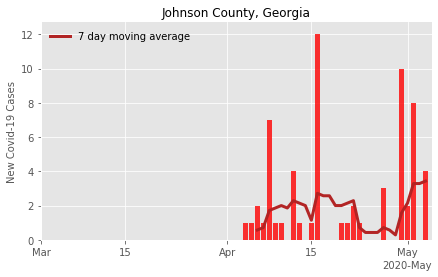 Johnson County, Georgia
7 day moving average
New Covid-19 Cases
12
10
8
6
4
2
0
Mar
15
Apr
15
May
2020-May